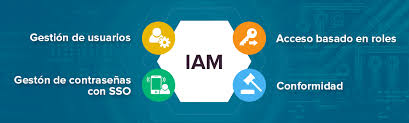 Gestión de usuarios
Gestón de contraseñas
con SSO
IAM
Acceso basado en roles
Conformidad